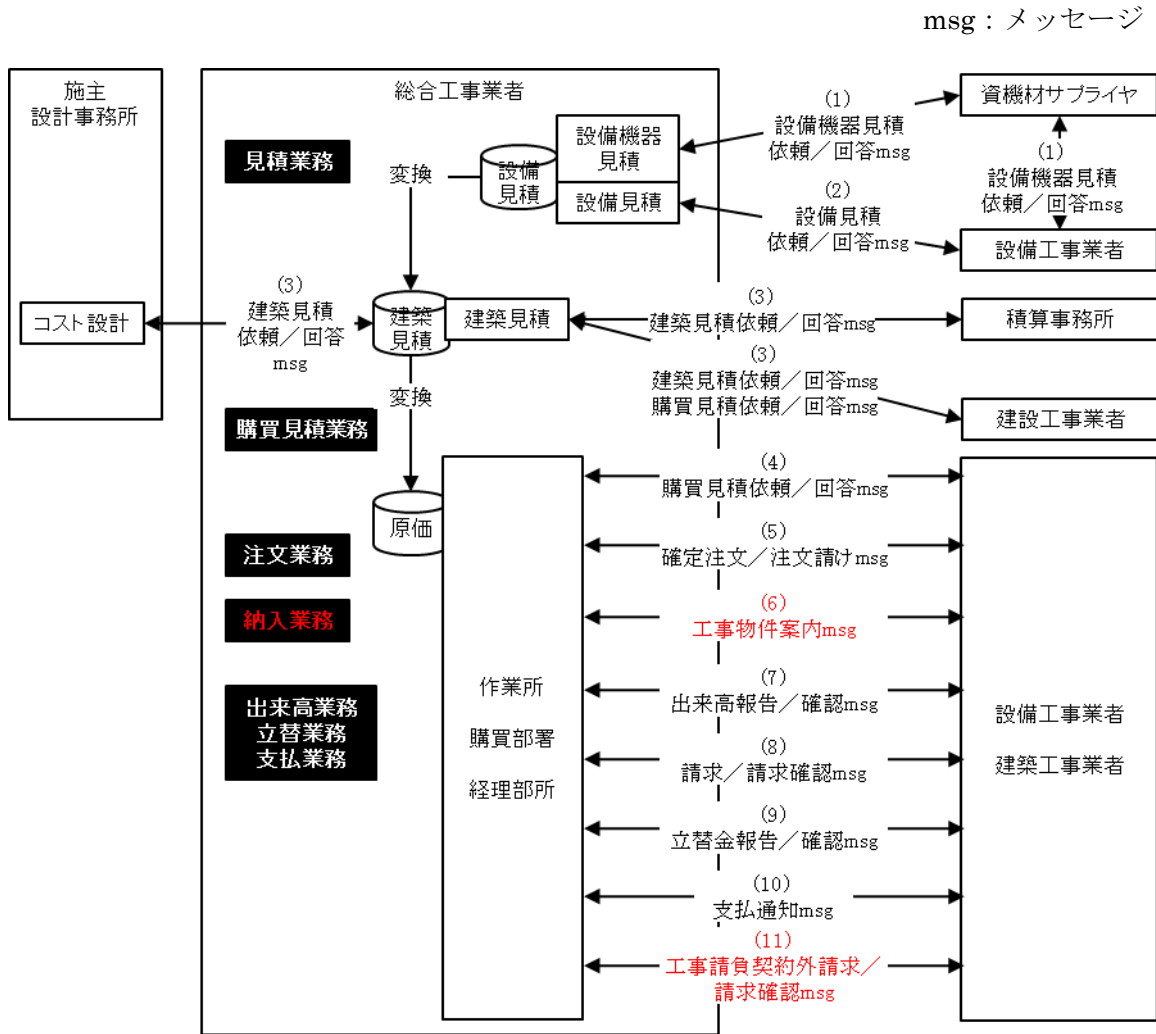 msg：メッセージ
施主
設計事務所
総合工事業者
資機材サプライヤ
(1)
設備機器見積
依頼／回答msg
(1)
設備機器見積
依頼／回答msg
見積業務
変換
設備
見積
設備機器
見積
設備見積
(2)
設備見積
依頼／回答msg
設備工事業者
コスト設計
(3)
建築見積
依頼／回答
msg
建築
見積
建築見積
(3)
建築見積依頼／回答msg
積算事務所
(3)
建築見積依頼／回答msg
購買見積依頼／回答msg
建設工事業者
変換
購買見積業務
原価
(4)
購買見積依頼／回答msg
注文業務
(5)
確定注文／注文請けmsg
納入業務
(6)
工事物件案内msg
出来高業務
立替業務
支払業務
作業所
購買部署
経理部所
(7)
出来高報告／確認msg
設備工事業者
建築工事業者
(8)
請求／請求確認msg
(9)
立替金報告／確認msg
(10)
支払通知msg
(11)
工事請負契約外請求／
請求確認msg